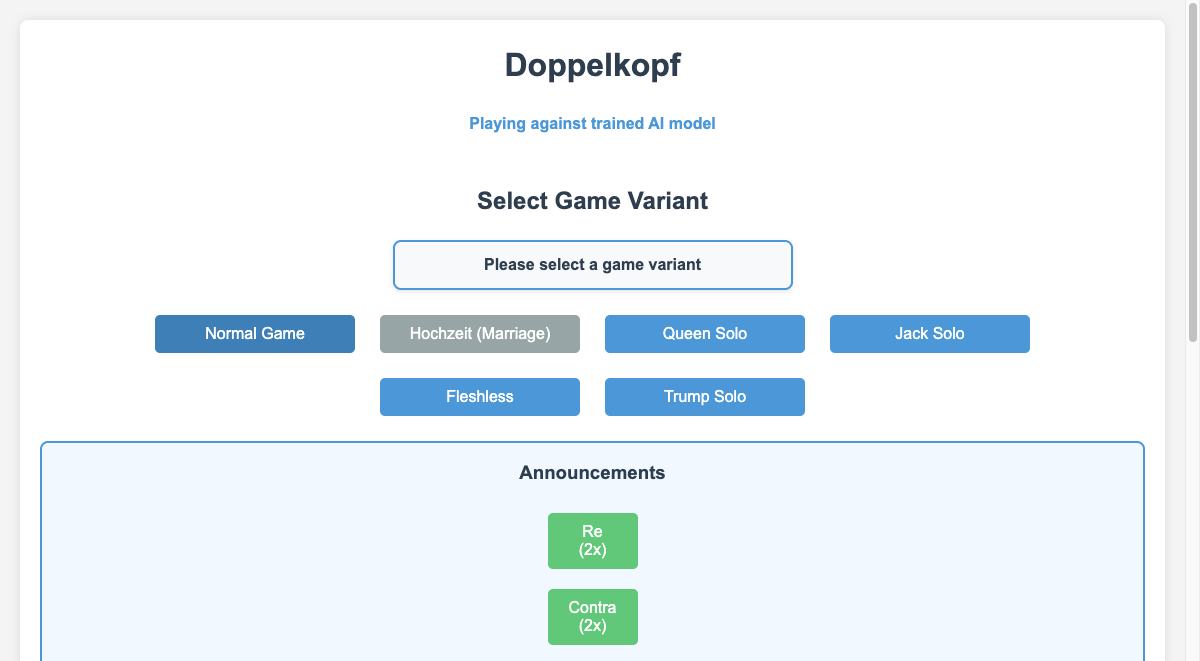 Doppelkopf
Playing against trained AI model
Select Game Variant
Please select a game variant
Normal Game
Hochzeit (Marriage)
Queen Solo
Jack Solo
Fleshless
Trump Solo
Announcements
Re
(2x)
Contra
(2x)